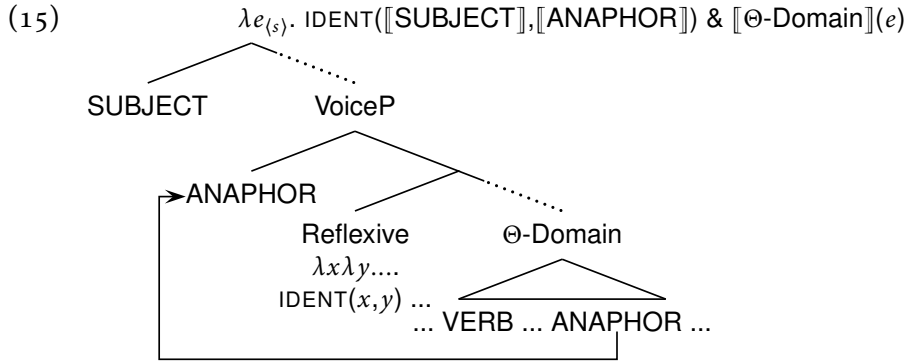 (15) λe⟨s⟩. IDENT(⟦SUBJECT⟧,⟦ANAPHOR⟧) & ⟦Θ-Domain⟧(e)
SUBJECT VoiceP
ANAPHOR
Reflexive Θ-Domain
λxλy....
IDENT(x,y) ...
... VERB ... ANAPHOR ...